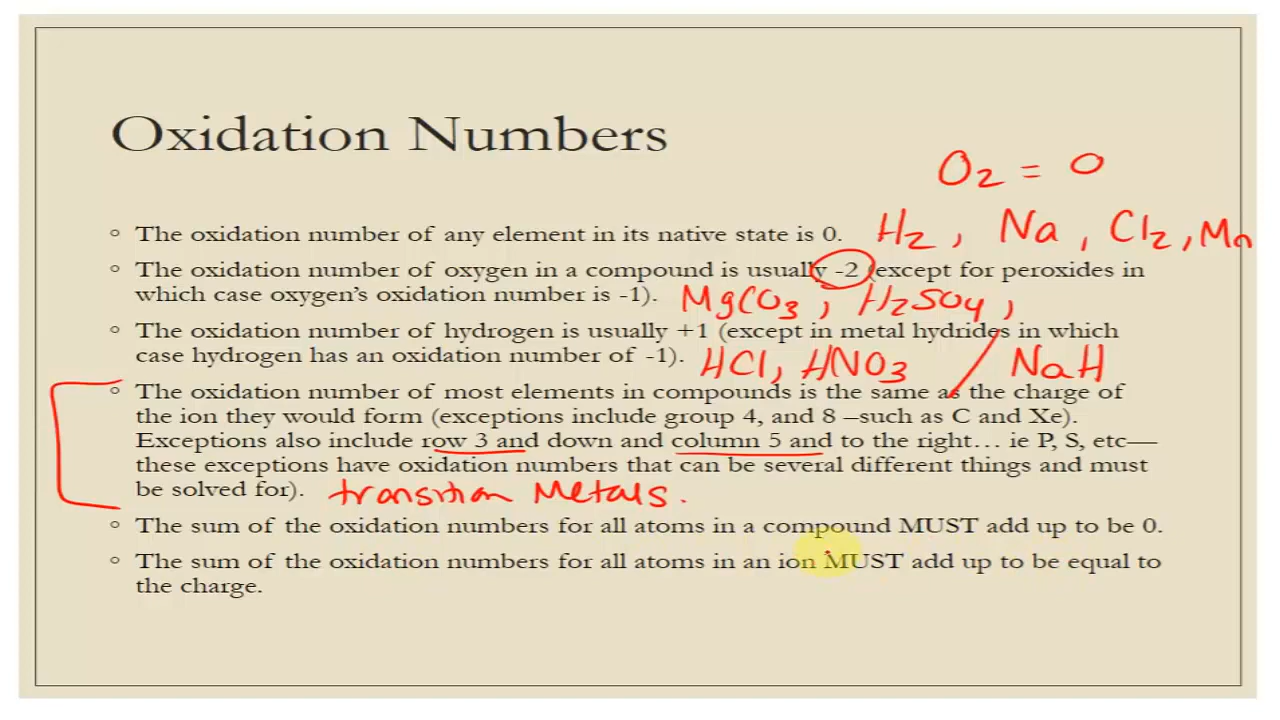 Oxidation Numbers
O2 = 0
◦ The oxidation number of any element in its native state is 0. H2, Na, Cl2, Mn
◦ The oxidation number of oxygen in a compound is usually -2 (except for peroxides in
which case oxygen's oxidation number is -1). MgCO3, H2SO4,
◦ The oxidation number of hydrogen is usually +1 (except in metal hydrides in which
case hydrogen has an oxidation number of -1). HCl, HNO3 / NaH
◦ The oxidation number of most elements in compounds is the same as the charge of
the ion they would form (exceptions include group 4, and 8 –such as C and Xe).
Exceptions also include row 3 and down and column 5 and to the right… ie P, S, etc—
these exceptions have oxidation numbers that can be several different things and must
be solved for). transition Metals.
◦ The sum of the oxidation numbers for all atoms in a compound MUST add up to be 0.
◦ The sum of the oxidation numbers for all atoms in an ion MUST add up to be equal to
the charge.